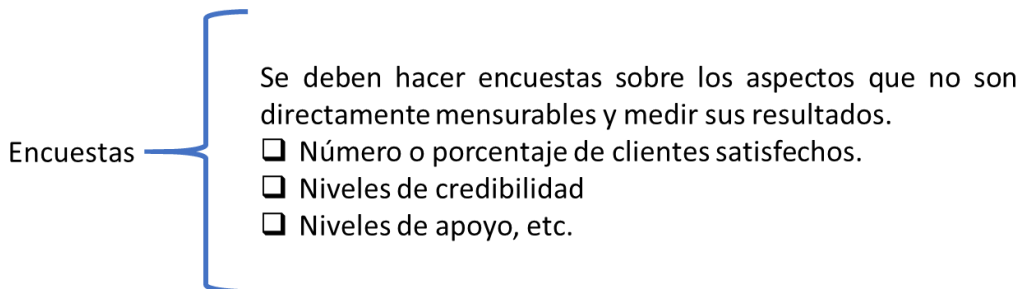 Encuestas
Se deben hacer encuestas sobre los aspectos que no son
directamente mensurables y medir sus resultados.
❑ Número o porcentaje de clientes satisfechos.
❑ Niveles de credibilidad
❑ Niveles de apoyo, etc.